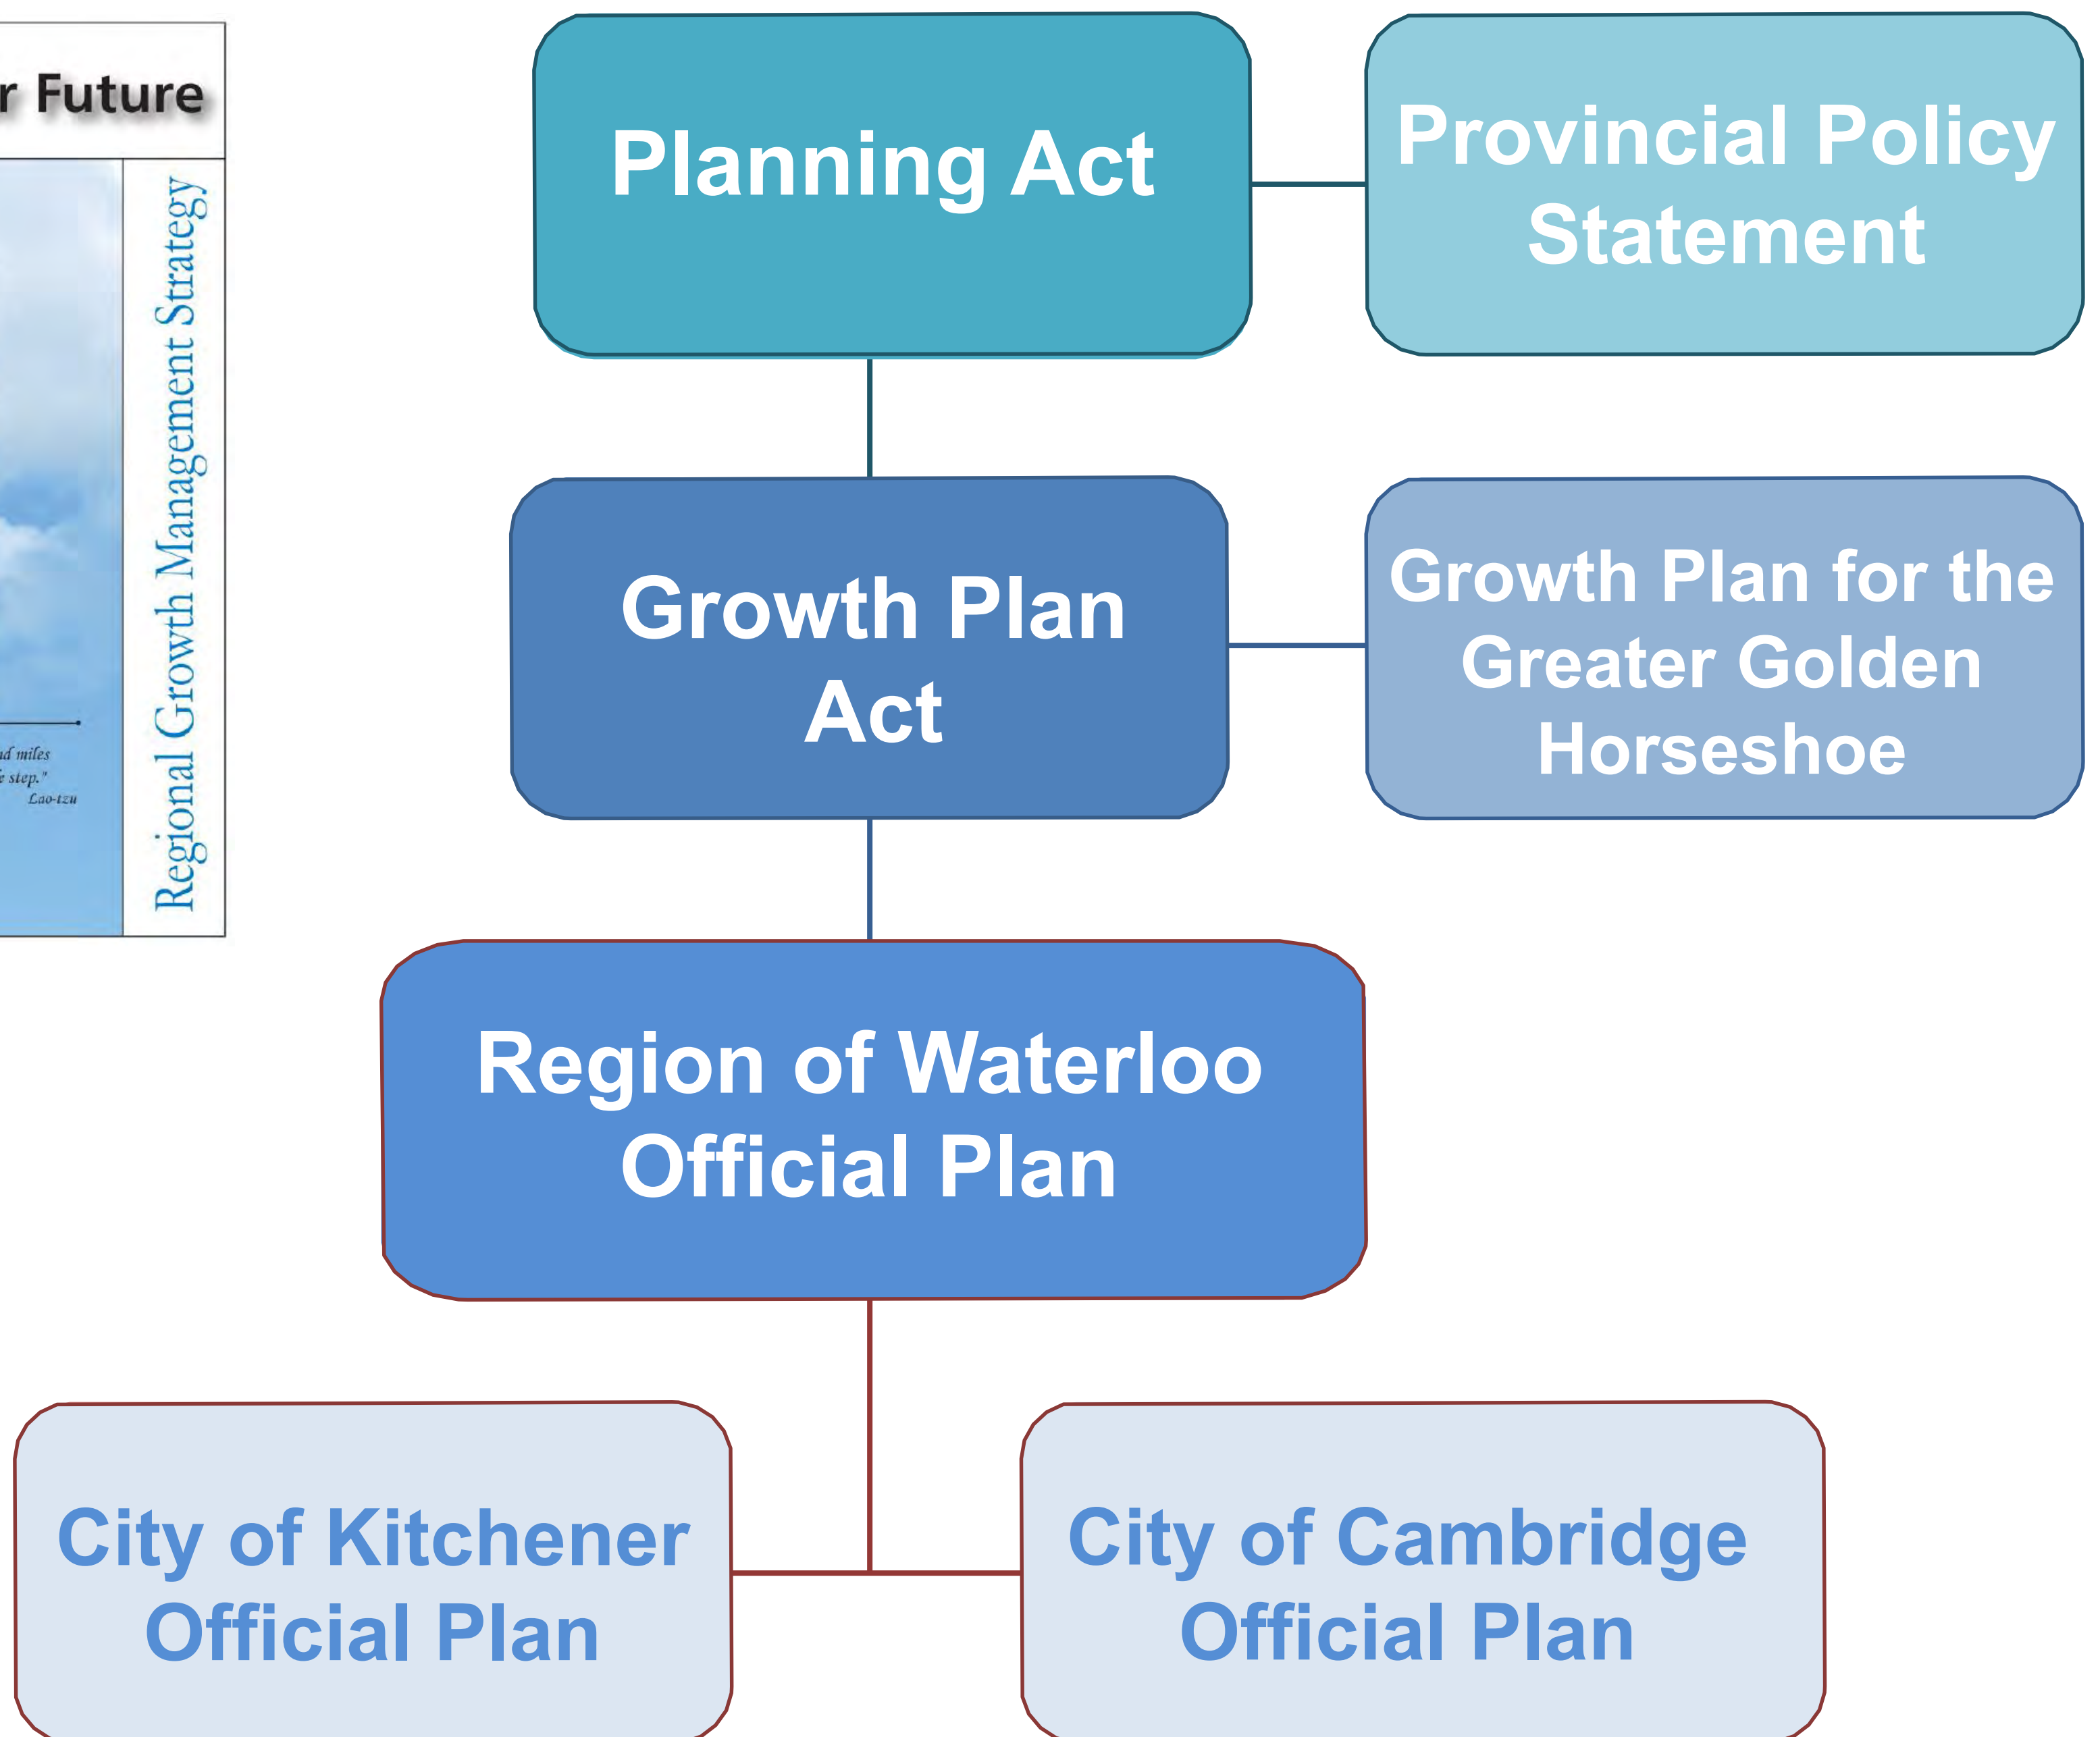 r Future
Regional Growth Management Strategy
nd miles
step."
Lao-tzu
Planning Act
Provincial Policy
Statement
Growth Plan
Act
Growth Plan for the
Greater Golden
Horseshoe
Region of Waterloo
Official Plan
City of Kitchener
Official Plan
City of Cambridge
Official Plan